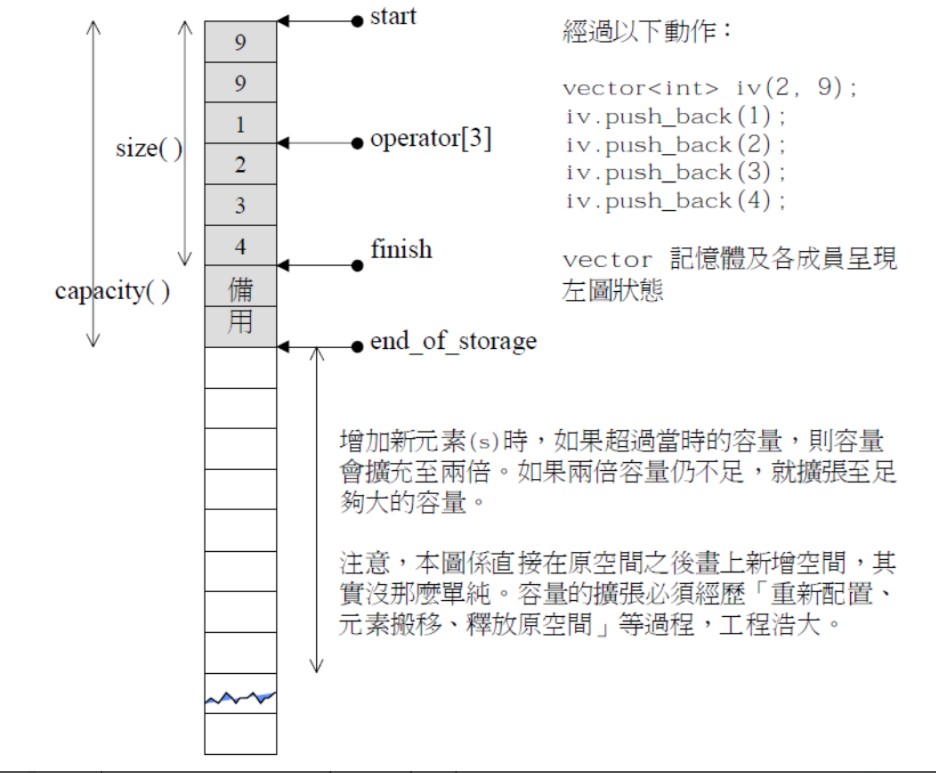 start
經過以下動作：
9
9
vector<int> iv(2, 9);
iv.push_back(1);
1
operator[3]
size( )
iv.push_back(2);
2
iv.push_back(3);
3
iv.push_back(4);
4
finish
vector 記憶體及各成員呈現
左圖狀態
capacity( )
備
用
end_of_storage
增加新元素(s)時，如果超過當時的容量，則容量
會擴充至兩倍。如果兩倍容量仍不足，就擴張至足
夠大的容量。
注意，本圖係直接在原空間之後畫上新增空間，其
實沒那麼單純。容量的擴張必須經歷「重新配置、
元素搬移、釋放原空間」等過程，工程浩大。